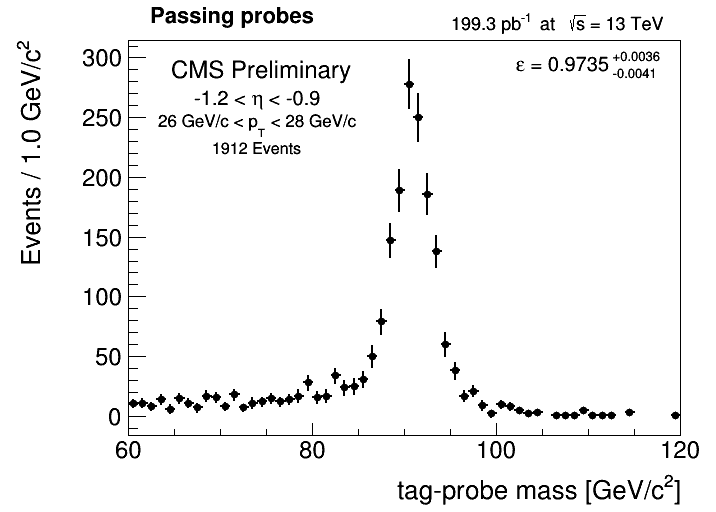 Passing probes
199.3 pb⁻¹ at √s = 13 TeV
CMS Preliminary
-1.2 < η < -0.9
26 GeV/c < p_T < 28 GeV/c
1912 Events
ε = 0.9735 +0.0036 -0.0041
Events / 1.0 GeV/c²
300
250
200
150
100
50
0
60 80 100 120
tag-probe mass [GeV/c²]